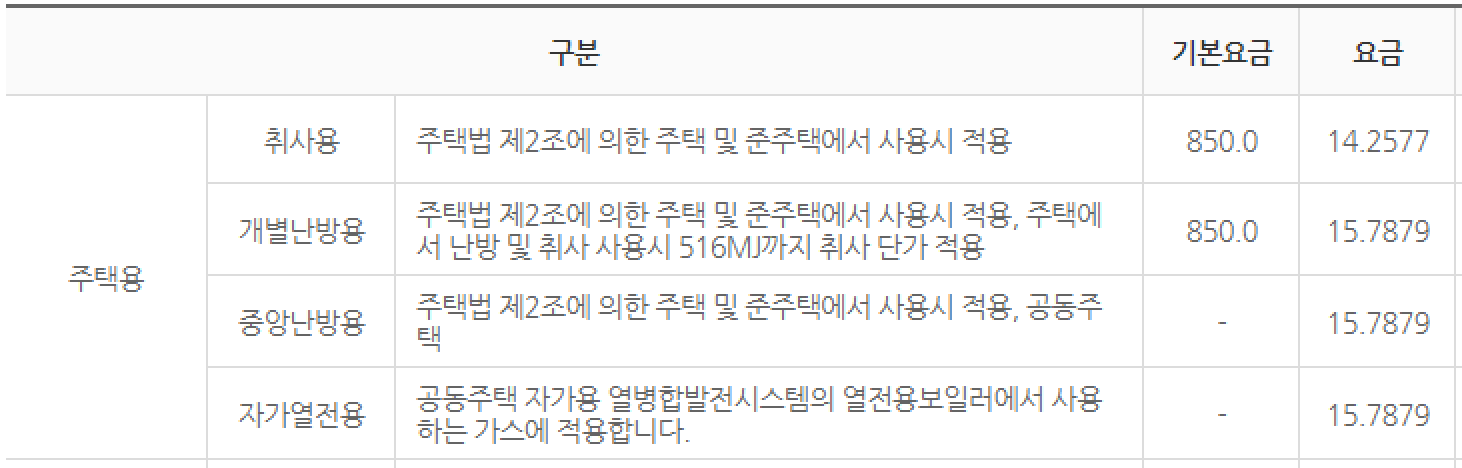 구분 기본요금 요금
주택용
취사용 주택법 제2조에 의한 주택 및 준주택에서 사용시 적용 850.0 14.2577
개별난방용 주택법 제2조에 의한 주택 및 준주택에서 사용시 적용, 주택에
서 난방 및 취사 사용시 516MJ까지 취사 단가 적용 850.0 15.7879
중앙난방용 주택법 제2조에 의한 주택 및 준주택에서 사용시 적용, 공동주
택 - 15.7879
자가열전용 공동주택 자가용 열병합발전시스템의 열전용보일러에서 사용
하는 가스에 적용합니다. - 15.7879